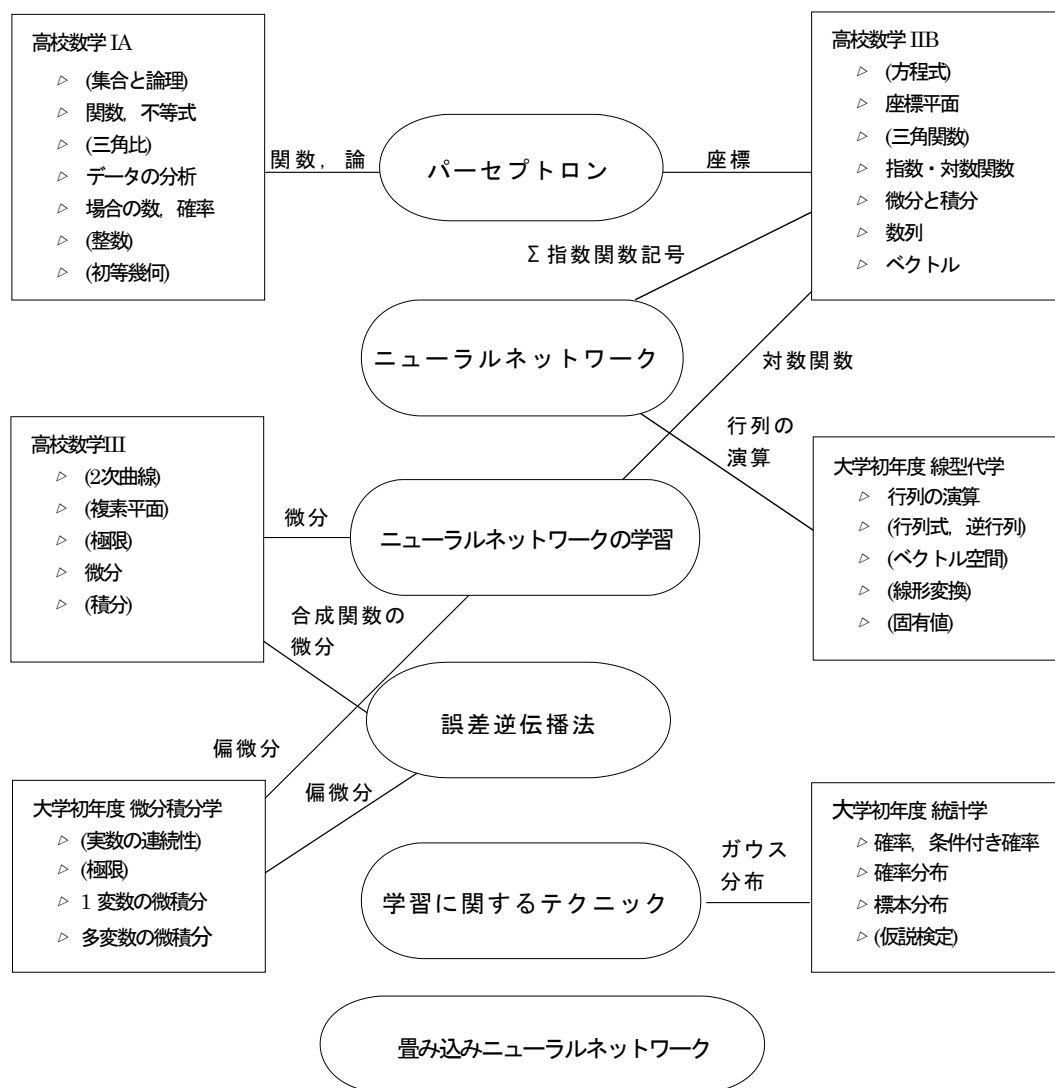 高校数学 IA
▷ (集合と論理)
▷ 関数, 不等式
▷ (三角比)
▷ データの分析
▷ 場合の数, 確率
▷ (整数)
▷ (初等幾何)
関数, 論
パーセプトロン
座標
高校数学 IIB
▷ (方程式)
▷ 座標平面
▷ (三角関数)
▷ 指数・対数関数
▷ 微分と積分
▷ 数列
▷ ベクトル
Σ指数関数記号
ニューラルネットワーク
対数関数
行列の
演算
高校数学III
▷ (2次曲線)
▷ (複素平面)
▷ (極限)
▷ 微分
▷ (積分)
微分
ニューラルネットワークの学習
大学初年度 線型代学
▷ 行列の演算
▷ (行列式, 逆行列)
▷ (ベクトル空間)
▷ (線形変換)
▷ (固有値)
合成関数の
微分
誤差逆伝播法
偏微分
偏微分
大学初年度 微分積分学
▷ (実数の連続性)
▷ (極限)
▷ 1 変数の微積分
▷ 多変数の微積分
学習に関するテクニック
ガウス
分布
大学初年度 統計学
▷ 確率, 条件付き確率
▷ 確率分布
▷ 標本分布
▷ (仮説検定)
畳み込みニューラルネットワーク